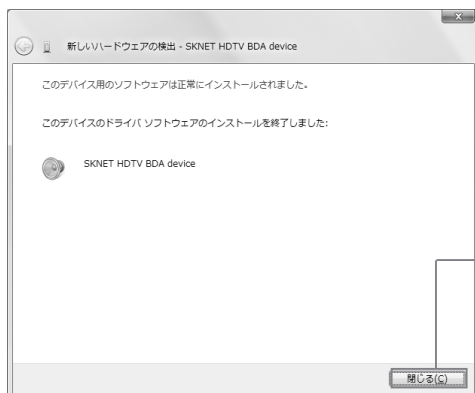 新しいハードウェアの検出 - SKNET HDTV BDA device
このデバイス用のソフトウェアは正常にインストールされました。
このデバイスのドライバ ソフトウェアのインストールを終了しました:
SKNET HDTV BDA device
閉じる(C)